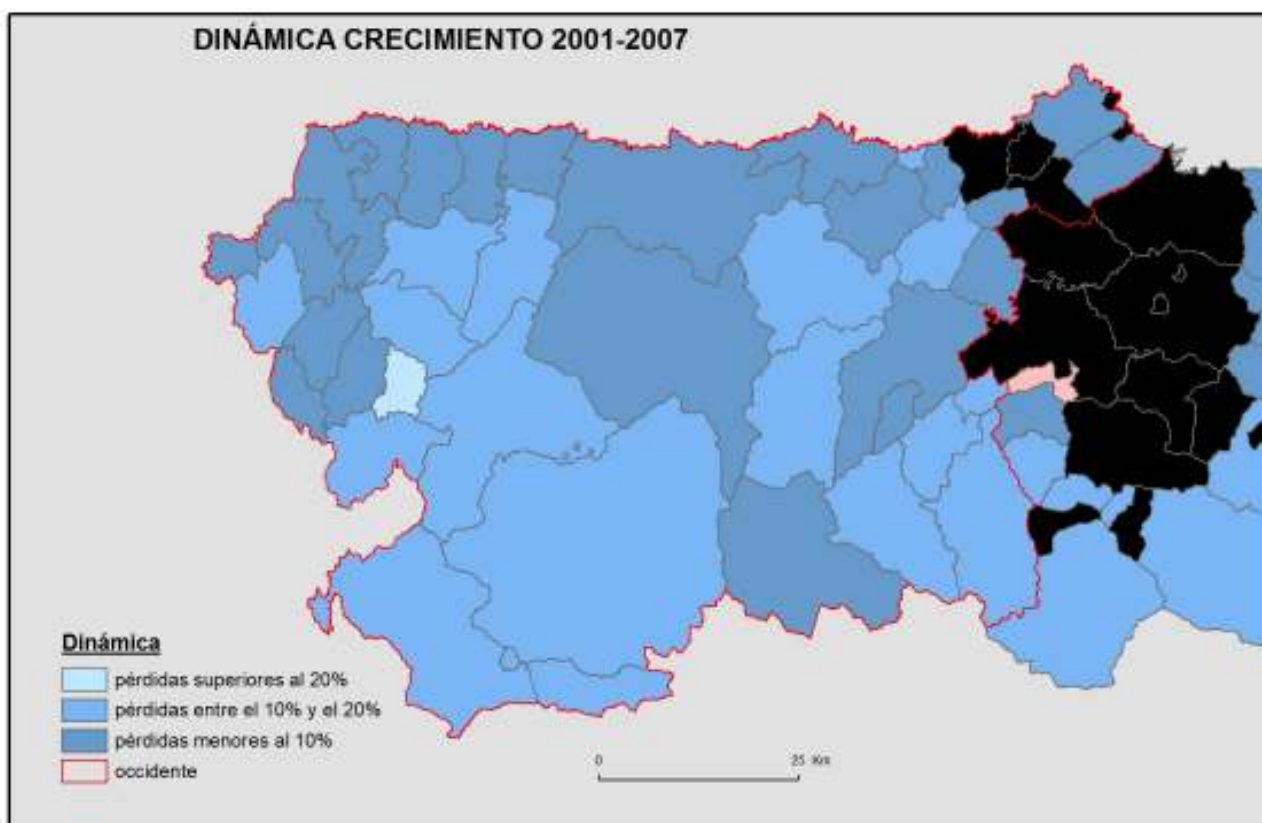 DINÁMICA CRECIMIENTO 2001-2007
Dinámica
pérdidas superiores al 20%
pérdidas entre el 10% y el 20%
pérdidas menores al 10%
occidente
0 25 Km